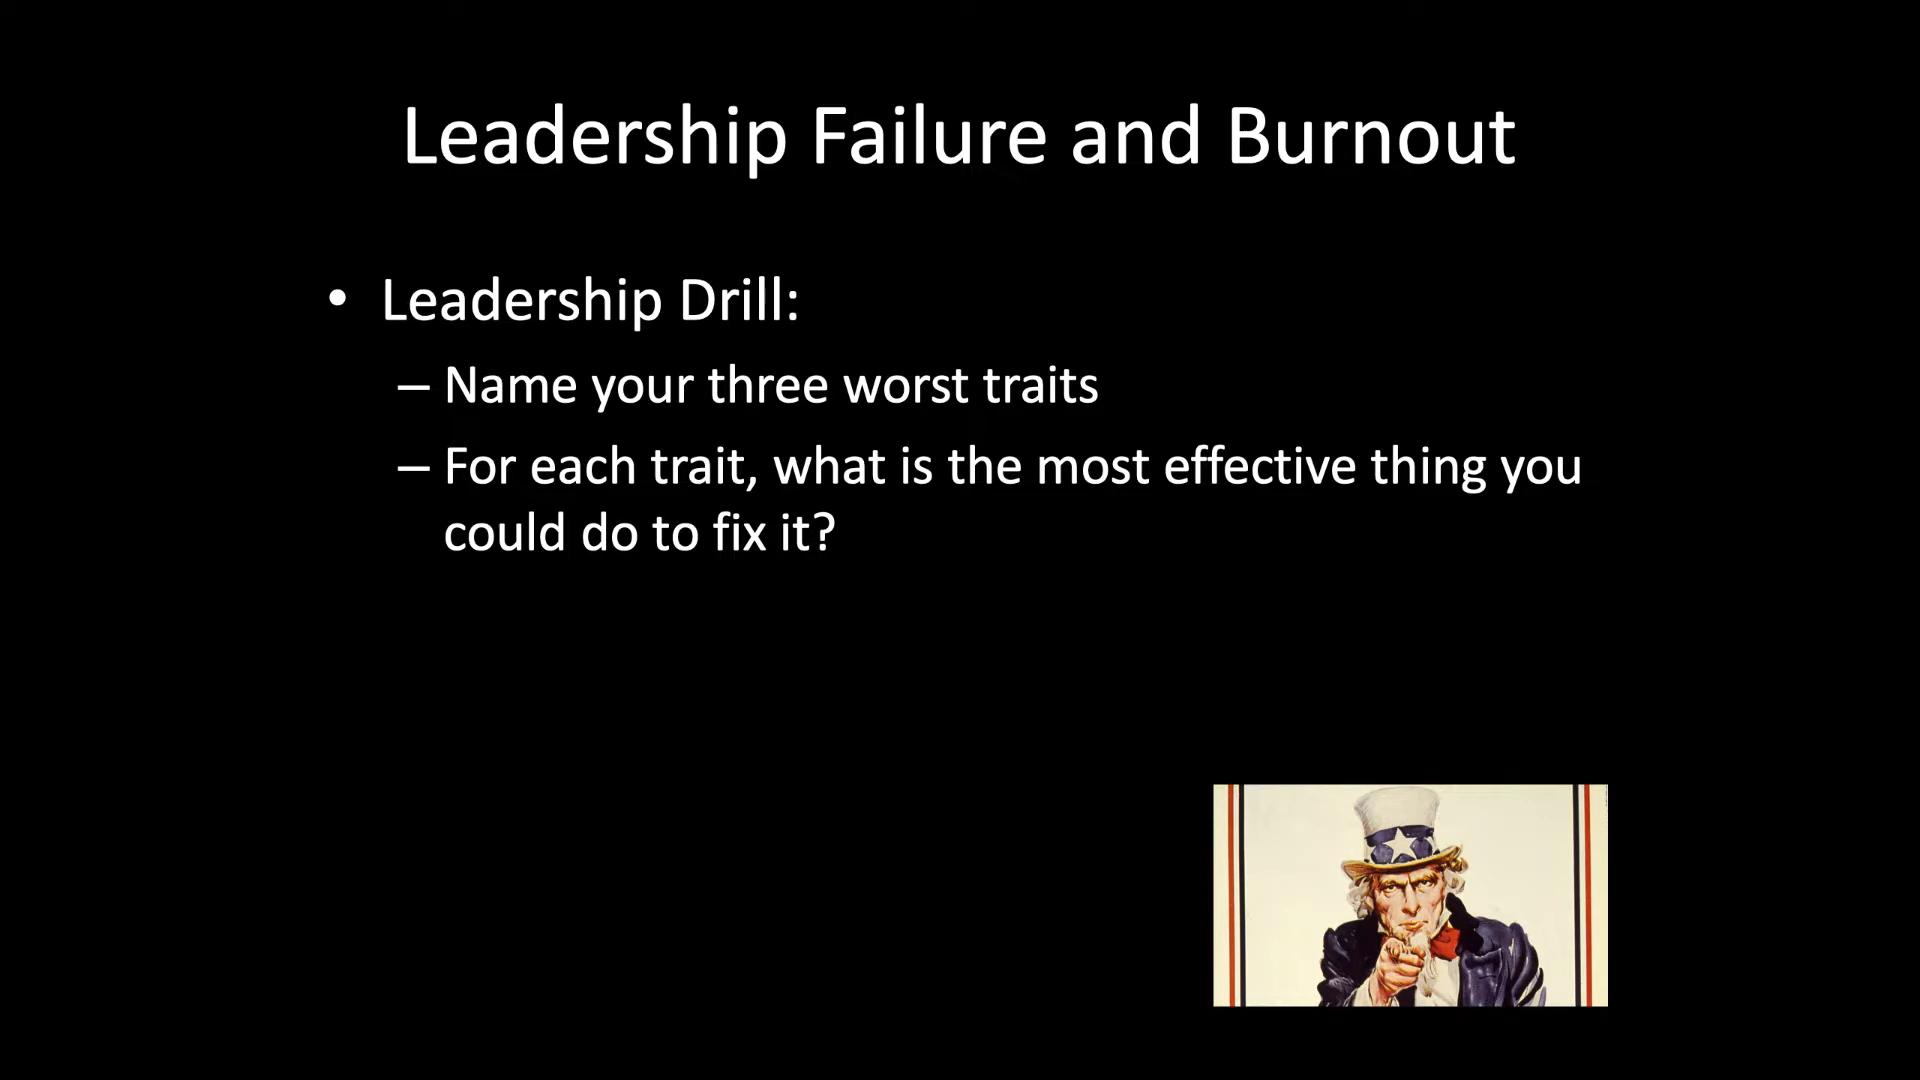 Leadership Failure and Burnout
• Leadership Drill:
– Name your three worst traits
– For each trait, what is the most effective thing you
could do to fix it?